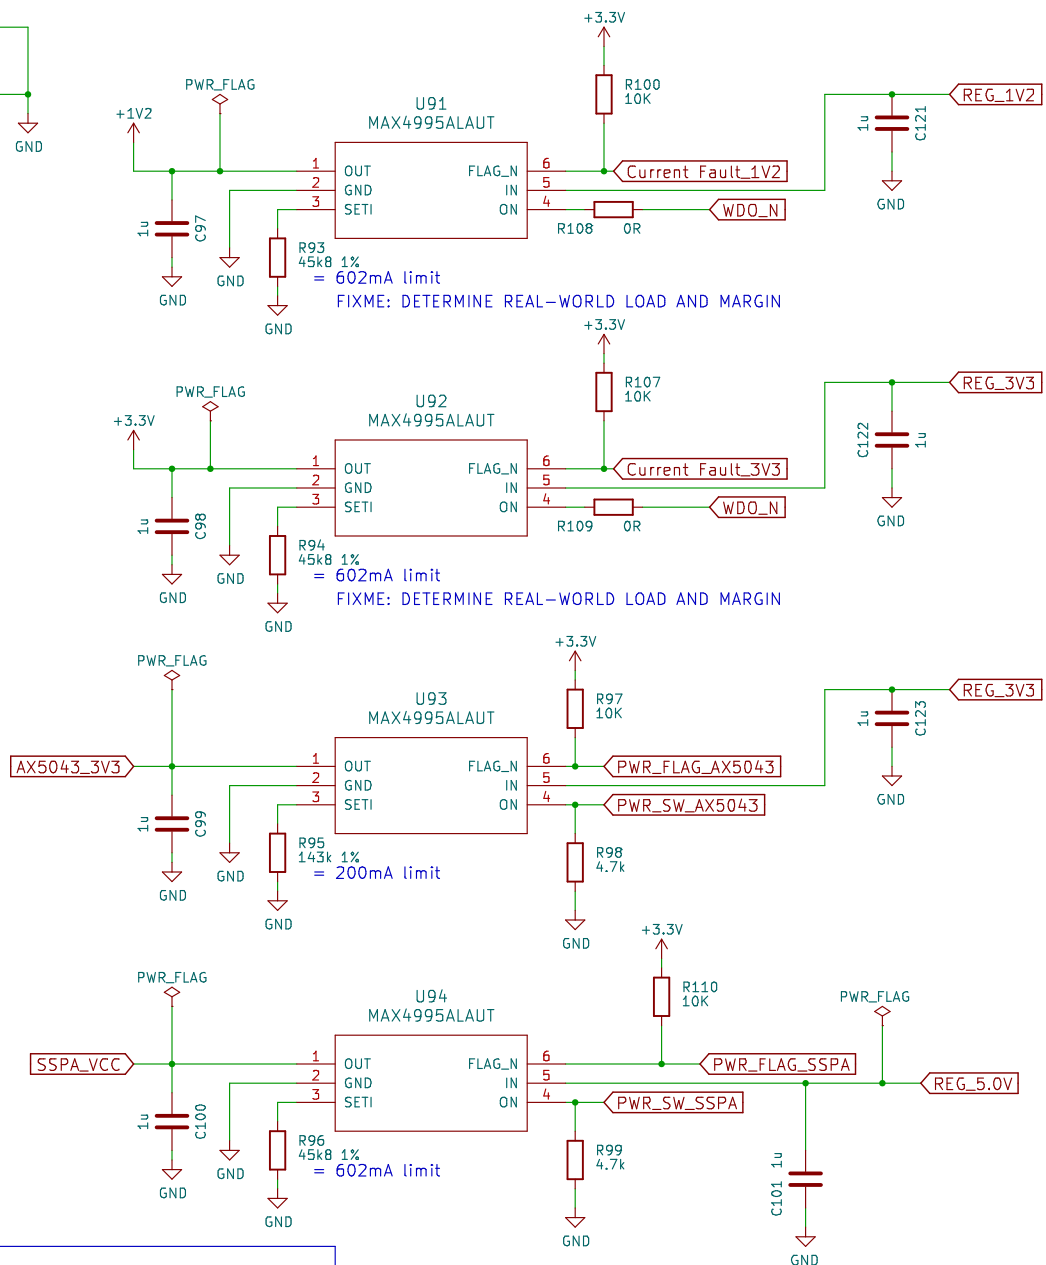 GND
+1V2
PWR_FLAG
U91
MAX4995ALAUT
+3.3V
R100
10K
REG_1V2
1u
C121
GND
1 OUT
2 GND
3 SETI
FLAG_N 6
IN 5
ON 4
Current Fault_1V2
WDO_N
R108 0R
1u
C97
GND
GND
R93
45k8 1%
= 602mA limit
GND
FIXME: DETERMINE REAL-WORLD LOAD AND MARGIN
+3.3V
PWR_FLAG
U92
MAX4995ALAUT
+3.3V
R107
10K
REG_3V3
C122
1u
GND
1 OUT
2 GND
3 SETI
FLAG_N 6
IN 5
ON 4
Current Fault_3V3
WDO_N
R109 0R
1u
C98
GND
GND
R94
45k8 1%
= 602mA limit
GND
FIXME: DETERMINE REAL-WORLD LOAD AND MARGIN
PWR_FLAG
AX5043_3V3
U93
MAX4995ALAUT
+3.3V
R97
10K
REG_3V3
1u
C123
GND
1 OUT
2 GND
3 SETI
FLAG_N 6
IN 5
ON 4
PWR_FLAG_AX5043
PWR_SW_AX5043
1u
C99
GND
GND
R95
143k 1%
= 200mA limit
GND
R98
4.7k
GND
PWR_FLAG
SSPA_VCC
U94
MAX4995ALAUT
+3.3V
R110
10K
PWR_FLAG
1 OUT
2 GND
3 SETI
FLAG_N 6
IN 5
ON 4
PWR_FLAG_SSPA
REG_5.0V
PWR_SW_SSPA
1u
C100
GND
GND
R96
45k8 1%
= 602mA limit
GND
R99
4.7k
GND
C101 1u
GND